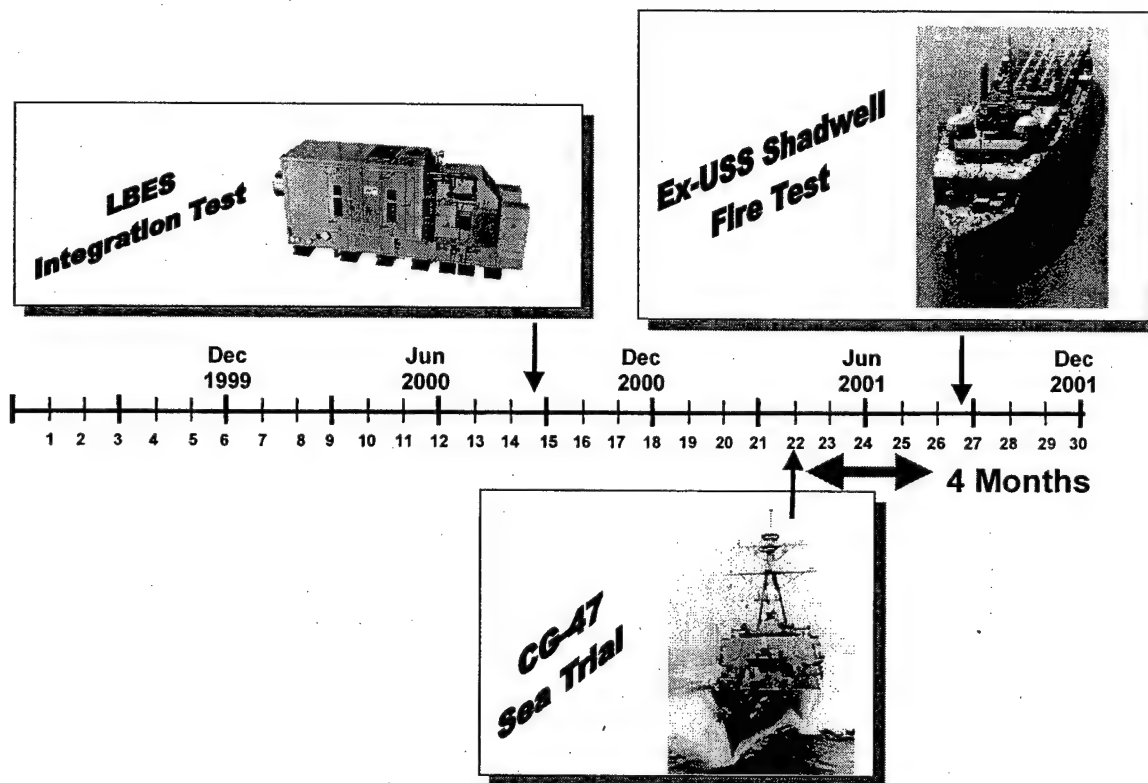 Ex-USS Shadwell
Fire Test
LBES
Integration Test
Dec
1999
Jun
2000
Dec
2000
Jun
2001
Dec
2001
1 2 3 4 5 6 7 8 9 10 11 12 13 14 15 16 17 18 19 20 21 22 23 24 25 26 27 28 29 30
4 Months
CG-47
Sea Trial